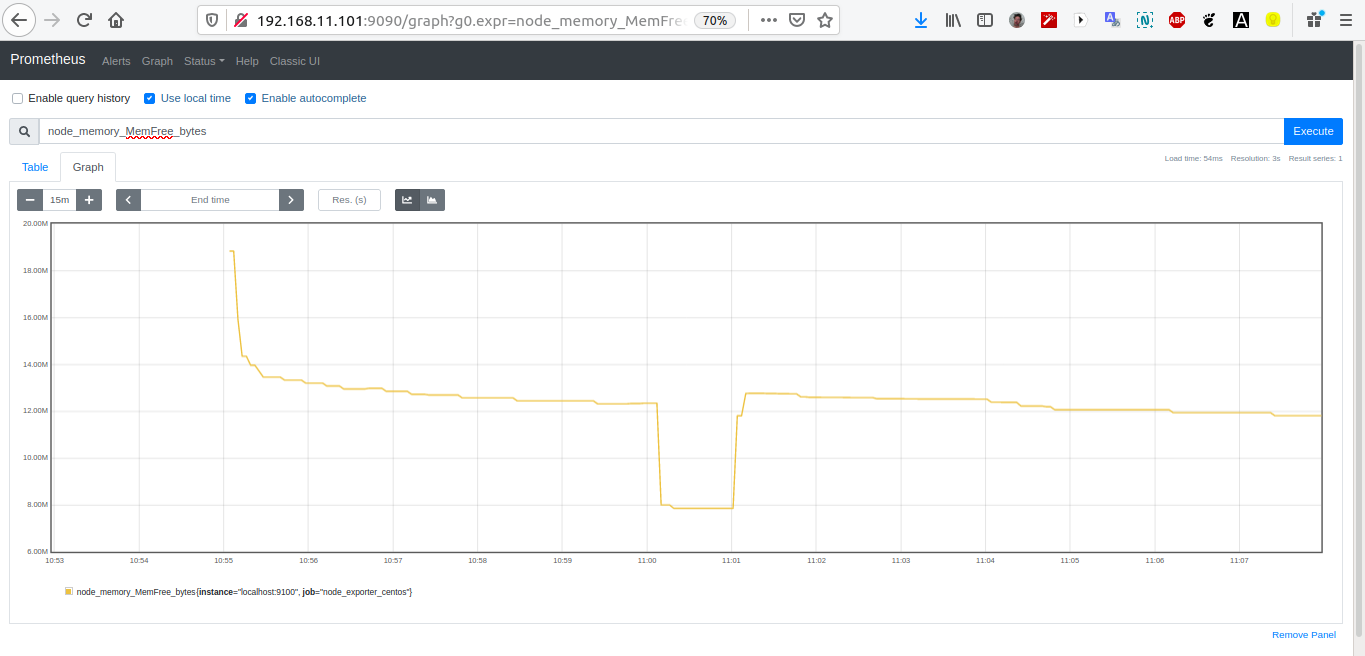 192.168.11.101:9090/graph?g0.expr=node_memory_MemFre 70%
ABP
A
Prometheus Alerts Graph Status Help Classic UI
Enable query history Use local time Enable autocomplete
node_memory_MemFree_bytes Execute
Load time: 54ms Resolution: 3s Result series: 1
Table Graph
− 15m + < End time > Res. (s)
20.00M
18.00M
16.00M
14.00M
12.00M
10.00M
8.00M
6.00M
10:53 10:54 10:55 10:56 10:57 10:58 10:59 11:00 11:01 11:02 11:03 11:04 11:05 11:06 11:07
node_memory_MemFree_bytes{instance="localhost:9100", job="node_exporter_centos"}
Remove Panel